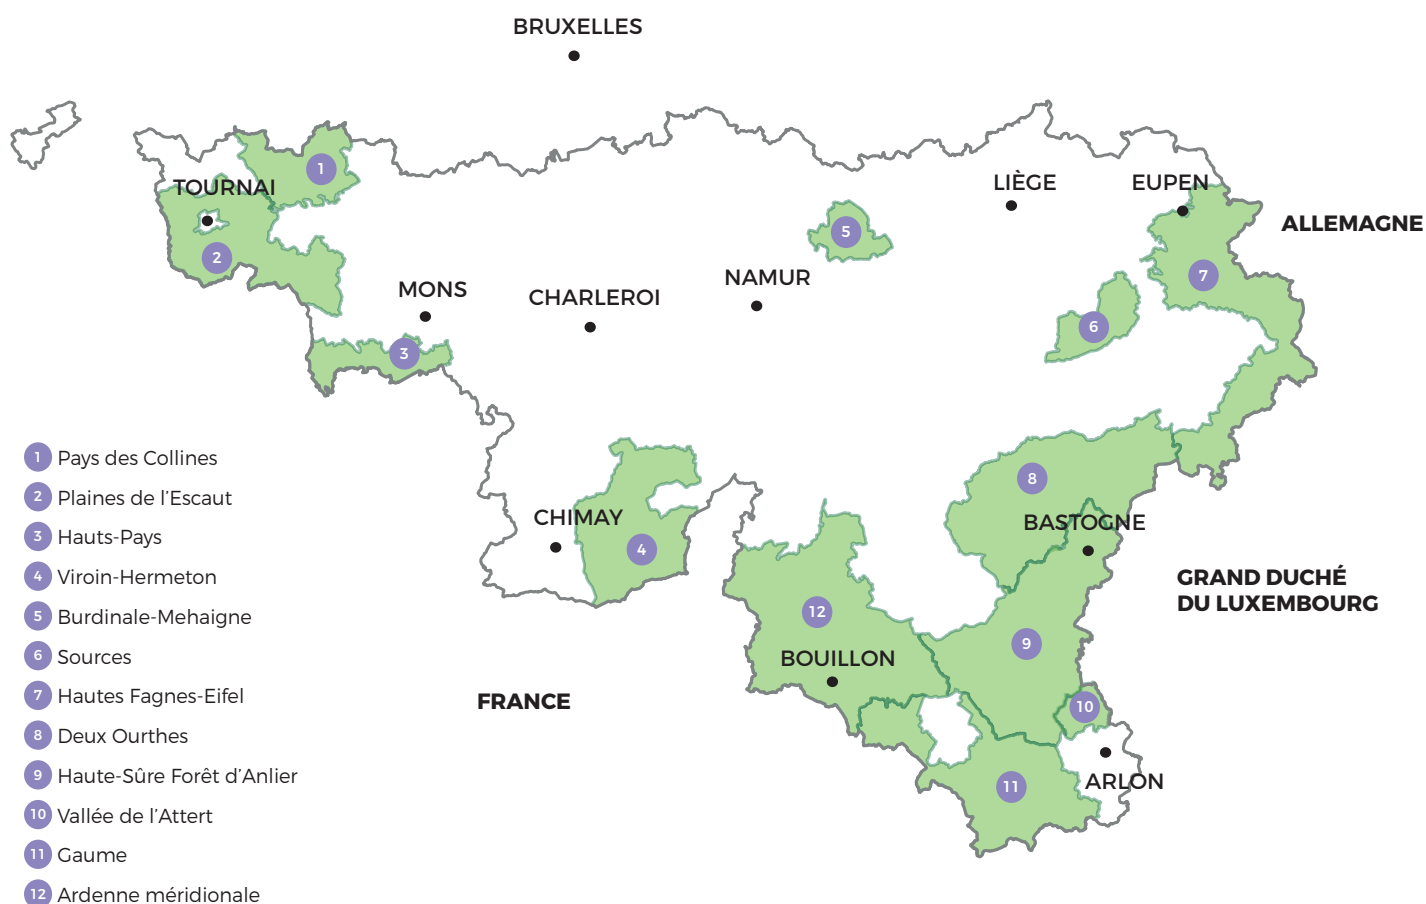 BRUXELLES
1
TOURNAI
LIÈGE
EUPEN
ALLEMAGNE
5
2
7
NAMUR
MONS
CHARLEROI
6
3
8
CHIMAY
BASTOGNE
4
GRAND DUCHÉ
DU LUXEMBOURG
12
9
BOUILLON
FRANCE
10
ARLON
11
1 Pays des Collines
2 Plaines de l’Escaut
3 Hauts-Pays
4 Viroin-Hermeton
5 Burdinale-Mehaigne
6 Sources
7 Hautes Fagnes-Eifel
8 Deux Ourthes
9 Haute-Sûre Forêt d’Anlier
10 Vallée de l’Attert
11 Gaume
12 Ardenne méridionale